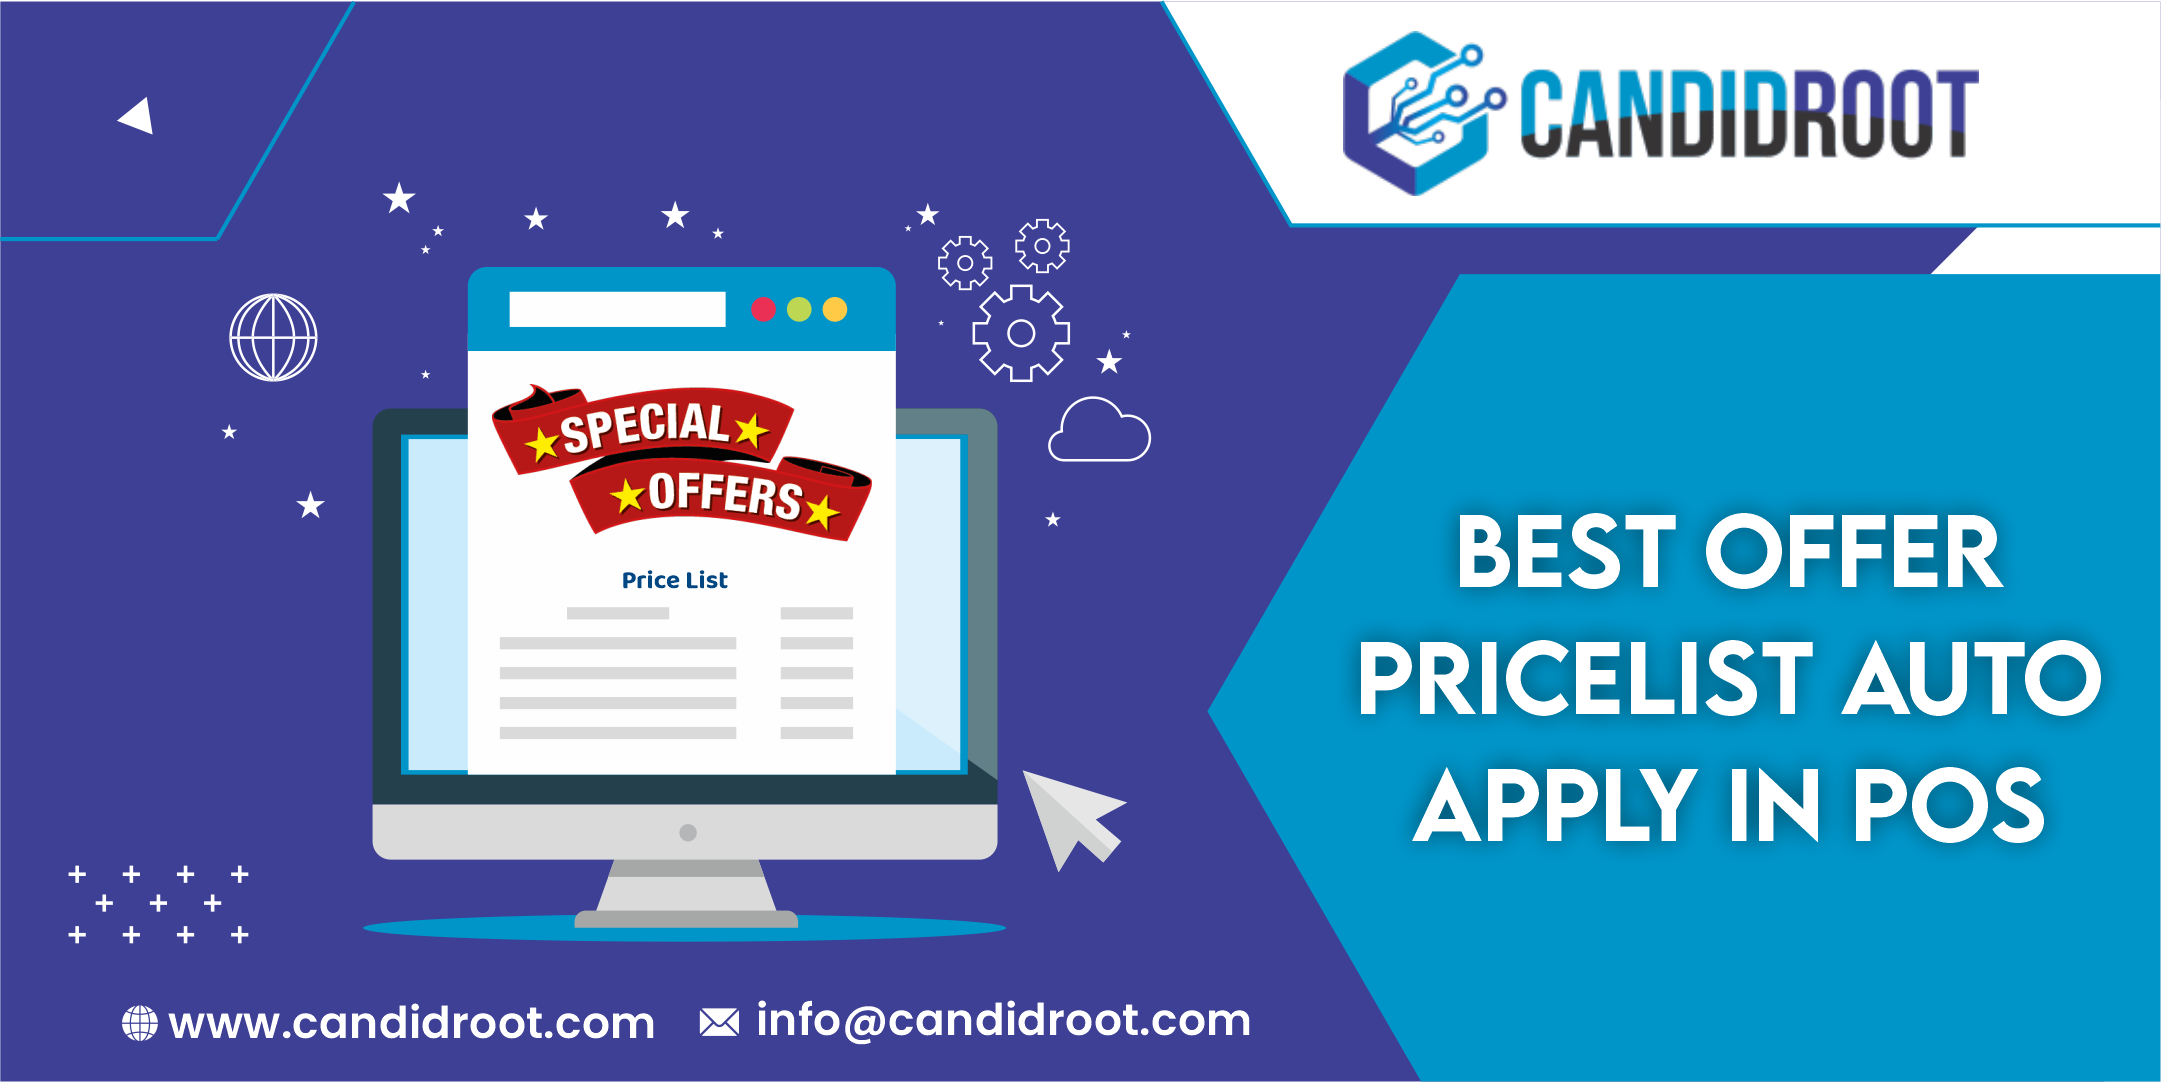 CANDIDROOT
SPECIAL
OFFERS
Price List
BEST OFFER
PRICELIST AUTO
APPLY IN POS
www.candidroot.com
info@candidroot.com